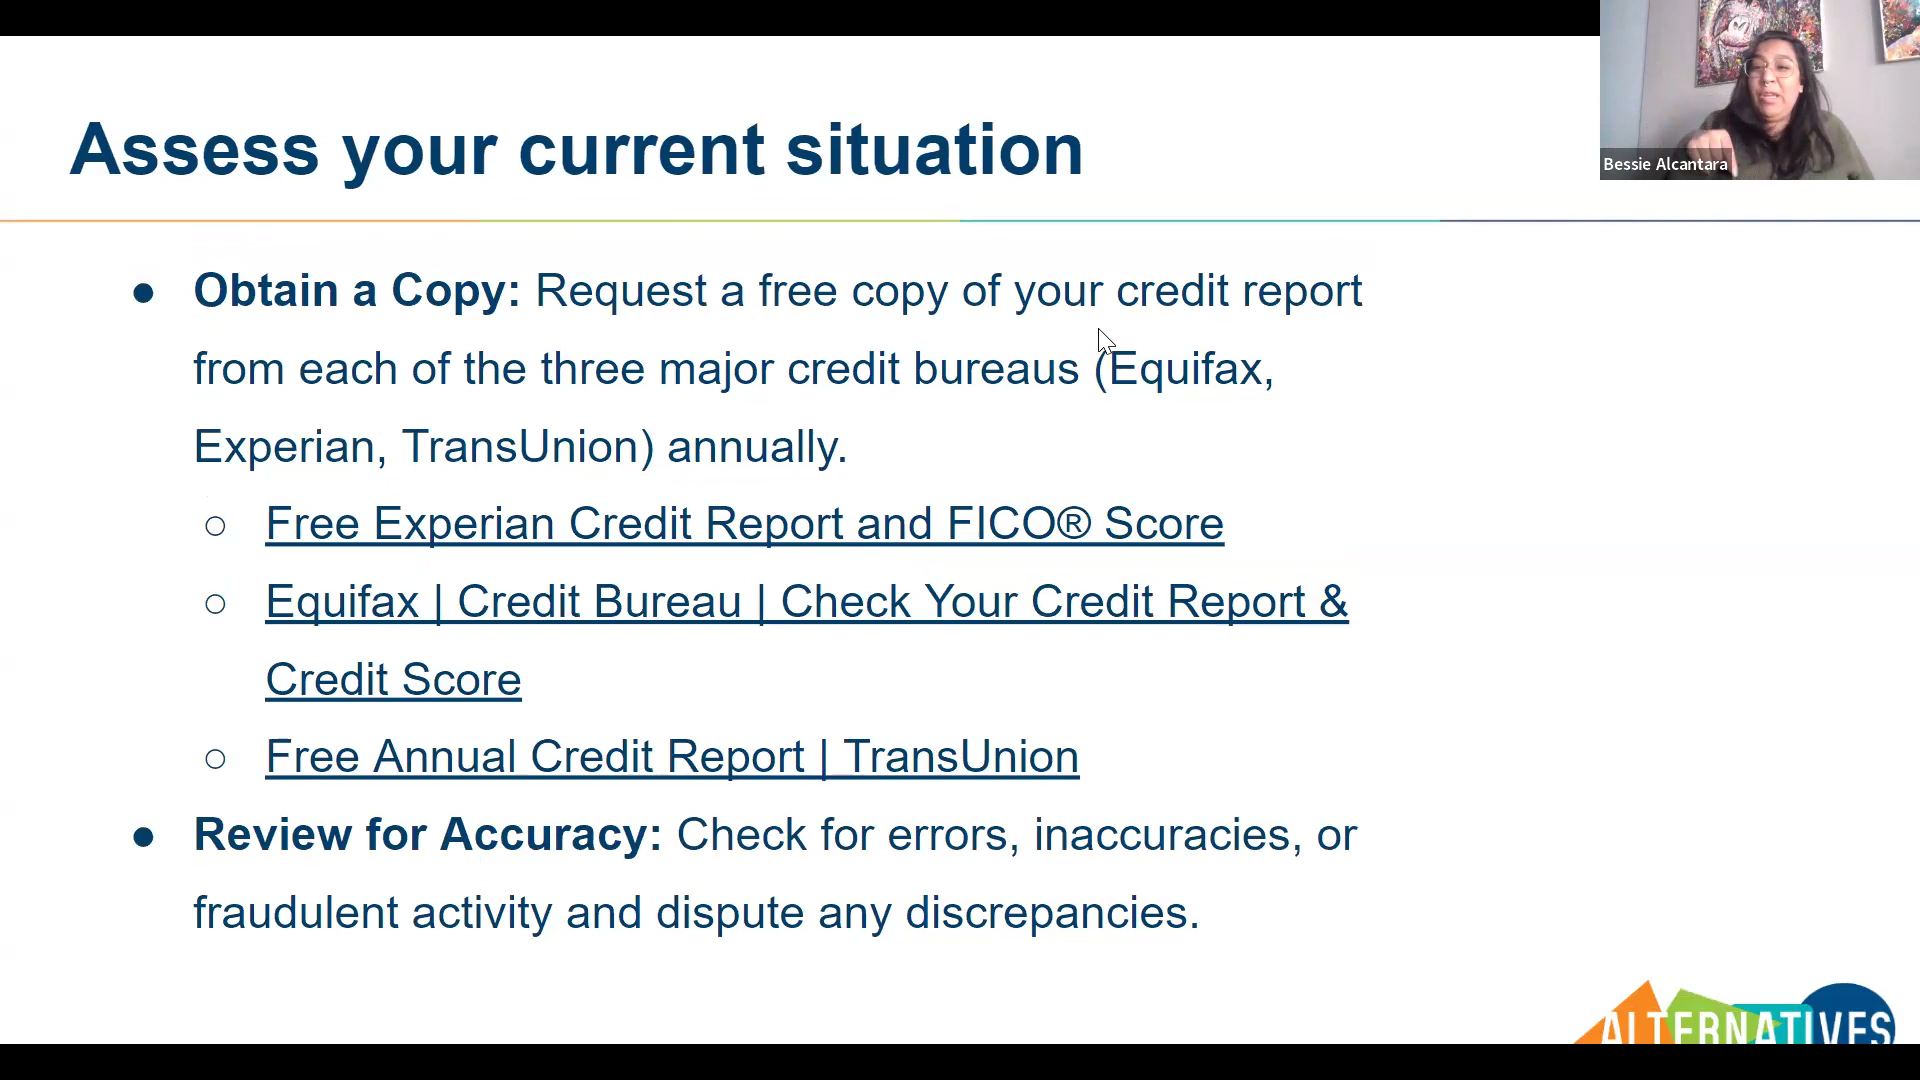 Assess your current situation
Bessie Alcantara
● Obtain a Copy: Request a free copy of your credit report
from each of the three major credit bureaus (Equifax,
Experian, TransUnion) annually.
○ Free Experian Credit Report and FICO® Score
○ Equifax | Credit Bureau | Check Your Credit Report &
Credit Score
○ Free Annual Credit Report | TransUnion
● Review for Accuracy: Check for errors, inaccuracies, or
fraudulent activity and dispute any discrepancies.
ALTERNATIVES